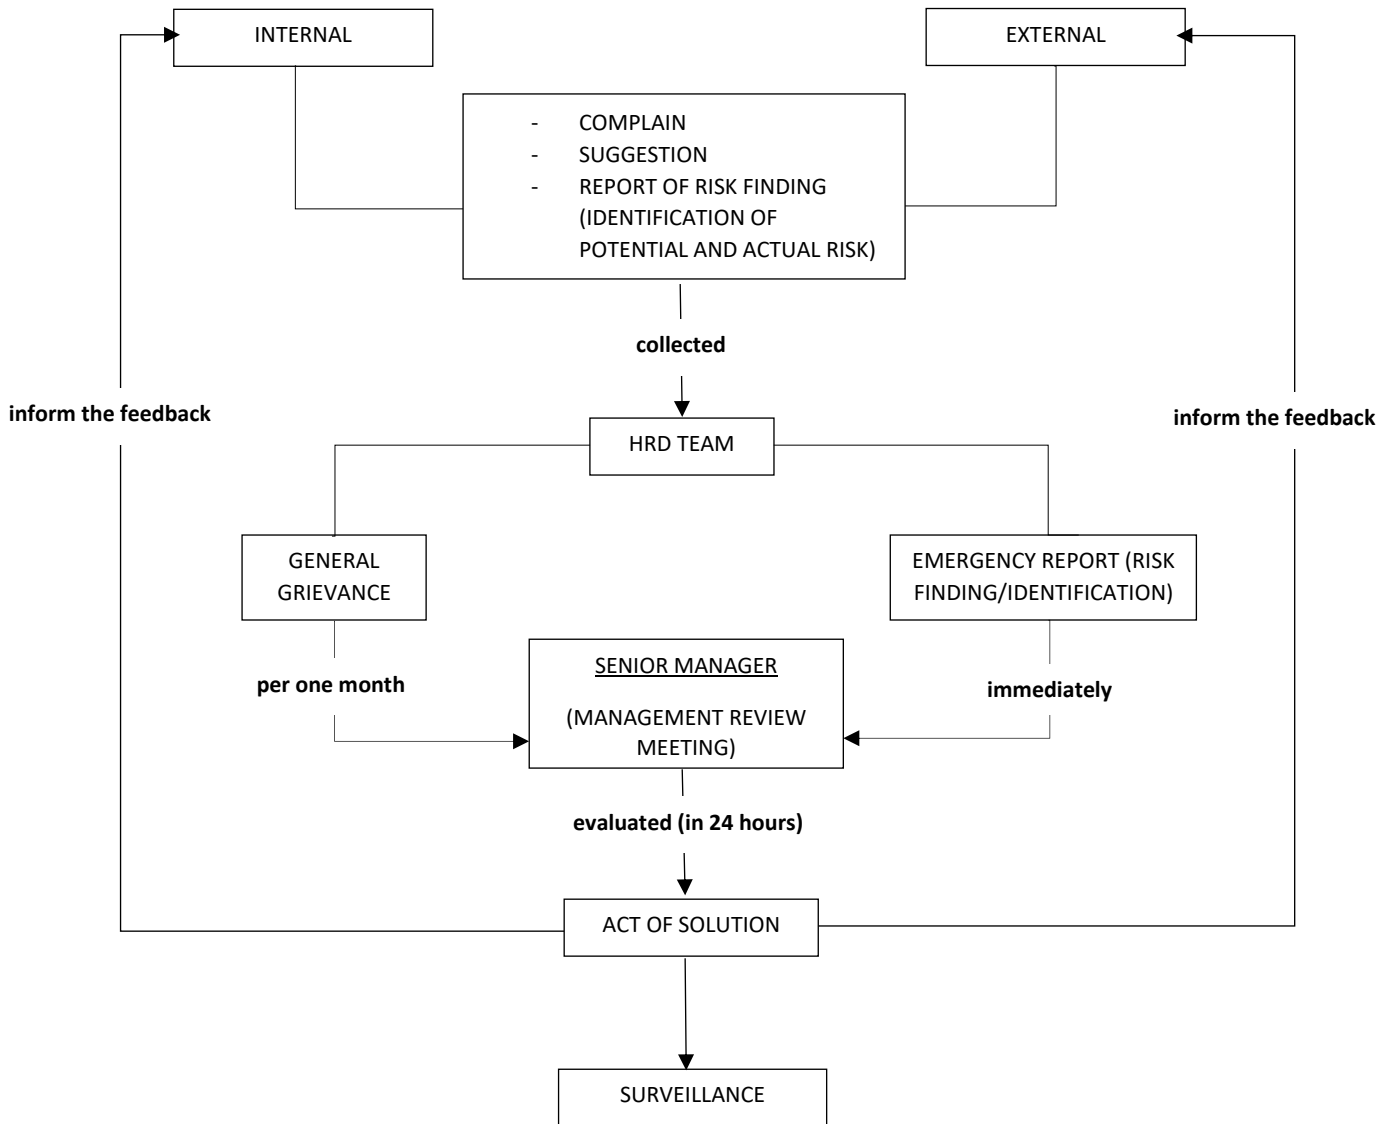 INTERNAL
EXTERNAL
- COMPLAIN
- SUGGESTION
- REPORT OF RISK FINDING
(IDENTIFICATION OF
POTENTIAL AND ACTUAL RISK)
collected
inform the feedback
inform the feedback
HRD TEAM
GENERAL
GRIEVANCE
EMERGENCY REPORT (RISK
FINDING/IDENTIFICATION)
per one month
SENIOR MANAGER
(MANAGEMENT REVIEW
MEETING)
immediately
evaluated (in 24 hours)
ACT OF SOLUTION
SURVEILLANCE